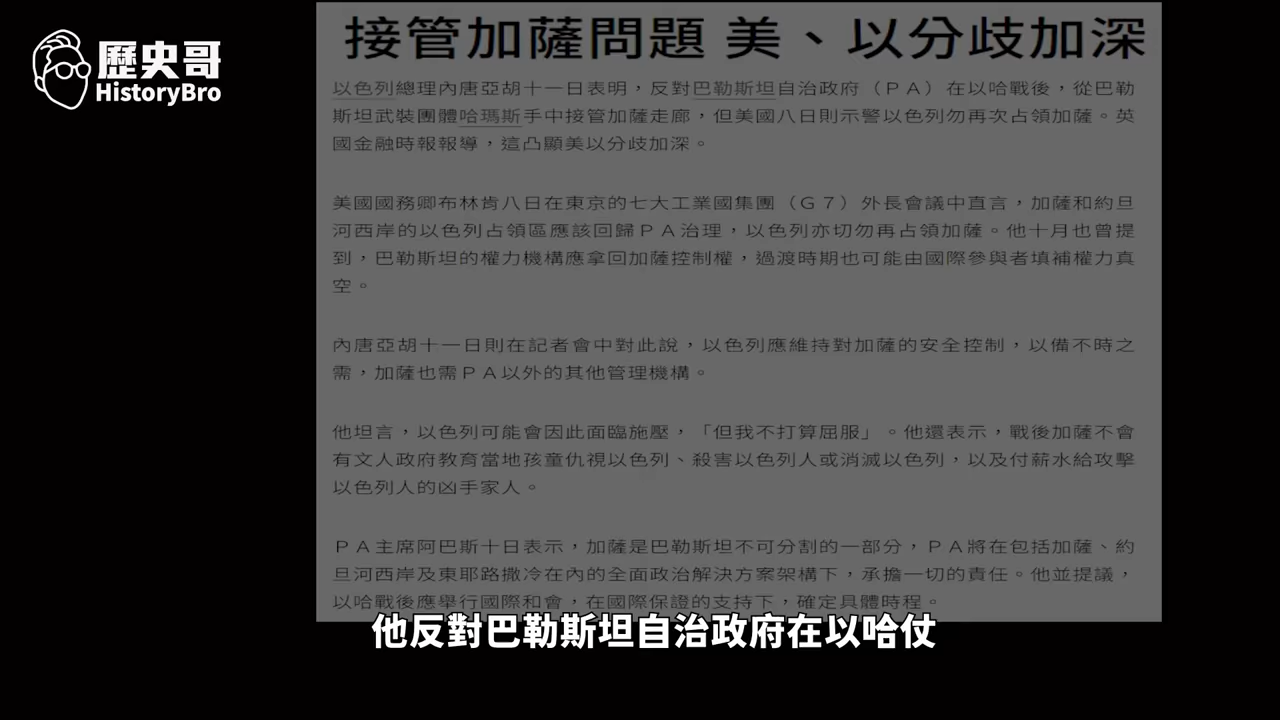 歷史哥
HistoryBro
接管加薩問題 美、以分歧加深
以色列總理內唐亞胡十一日表明，反對巴勒斯坦自治政府（ＰＡ）在以哈戰後，從巴勒
斯坦武裝團體哈瑪斯手中接管加薩走廊，但美國八日則示警以色列勿再次占領加薩。英
國金融時報報導，這凸顯美以分歧加深。
美國國務卿布林肯八日在東京的七大工業國集團（Ｇ７）外長會議中直言，加薩和約旦
河西岸的以色列占領區應該回歸ＰＡ治理，以色列亦切勿再占領加薩。他十月也曾提
到，巴勒斯坦的權力機構應拿回加薩控制權，過渡時期也可能由國際參與者填補權力真
空。
內唐亞胡十一日則在記者會中對此說，以色列應維持對加薩的安全控制，以備不時之
需，加薩也需ＰＡ以外的其他管理機構。
他坦言，以色列可能會因此面臨施壓，「但我不打算屈服」。他還表示，戰後加薩不會
有文人政府教育當地孩童仇視以色列、殺害以色列人或消滅以色列，以及付薪水給攻擊
以色列人的凶手家人。
ＰＡ主席阿巴斯十日表示，加薩是巴勒斯坦不可分割的一部分，ＰＡ將在包括加薩、約
旦河西岸及東耶路撒冷在內的全面政治解決方案架構下，承擔一切的責任。他並提議，
以哈戰後應舉行國際和會，在國際保證的支持下，確定具體時程。
他反對巴勒斯坦自治政府在以哈仗